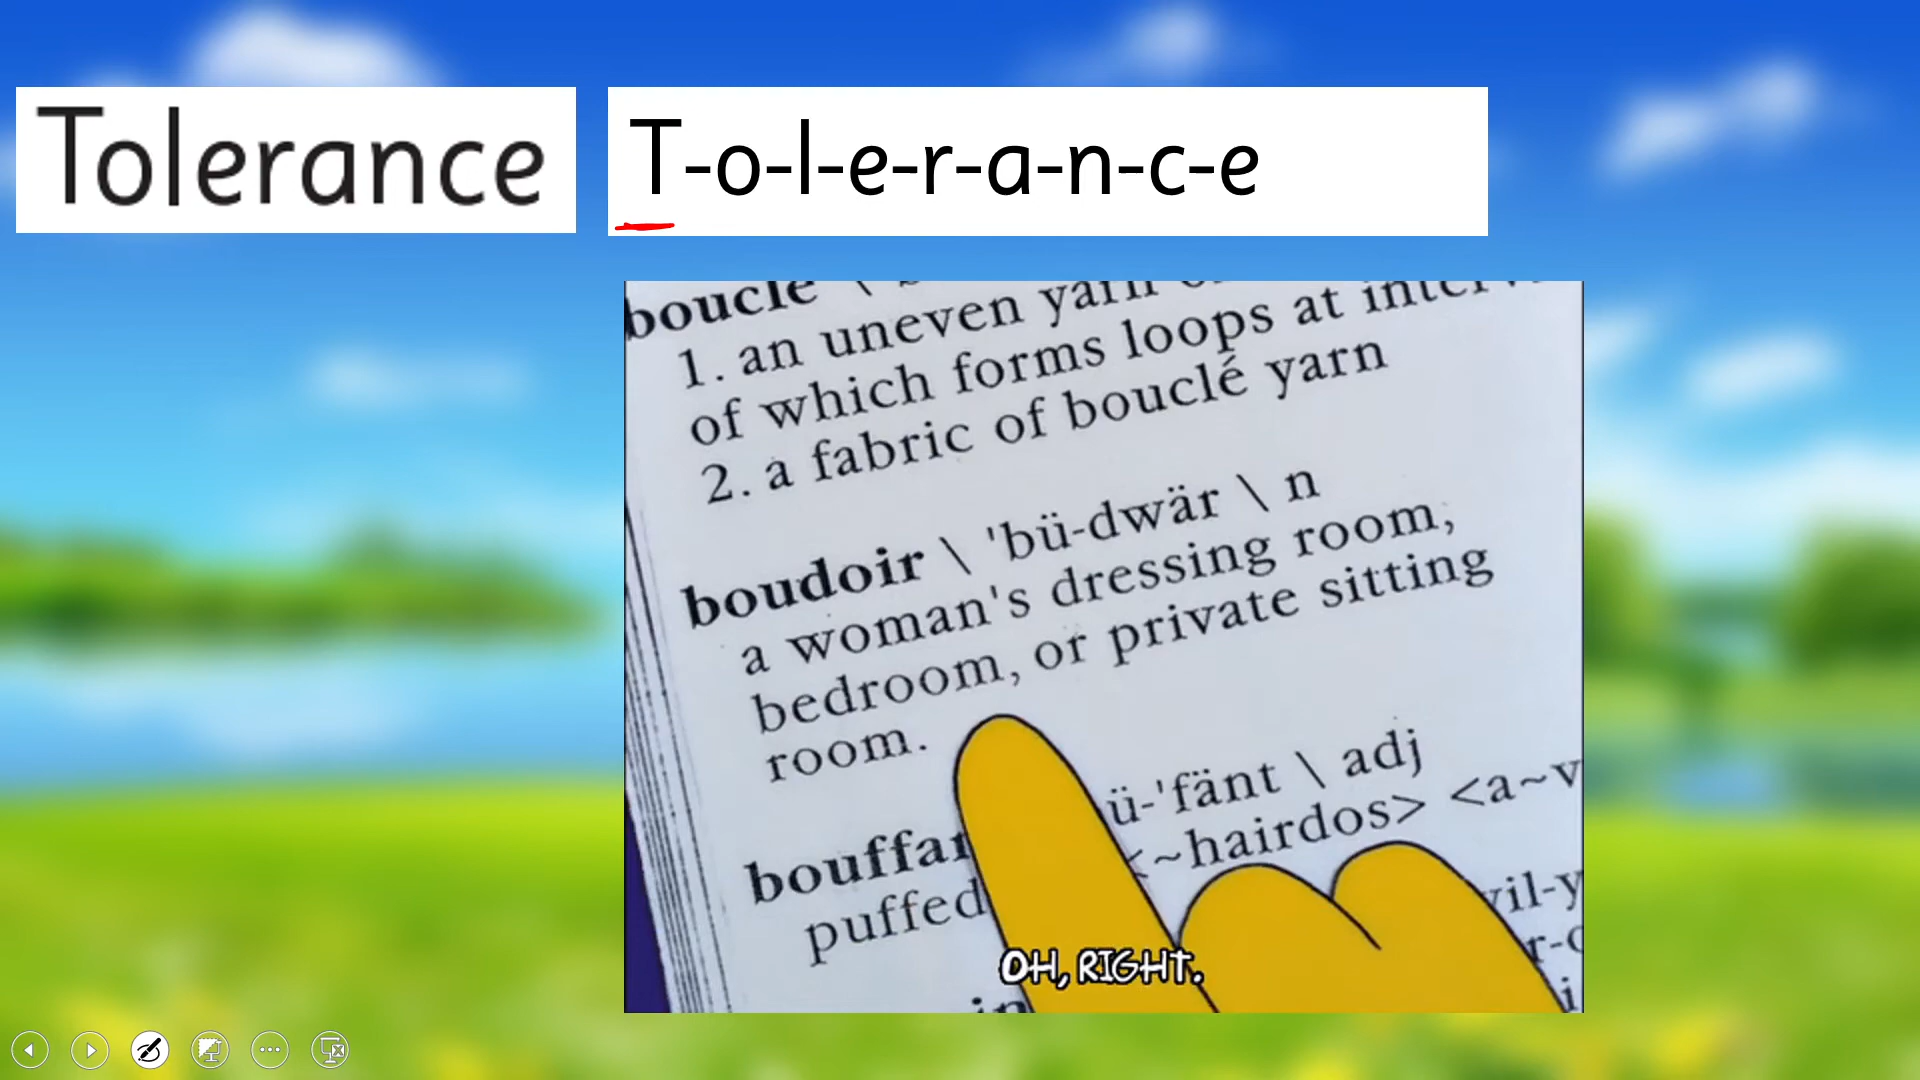 Tolerance
T-o-l-e-r-a-n-c-e
bouclé \
1. an uneven yarn
of which forms loops at
2. a fabric of bouclé yarn
boudoir \ 'bü-dwär \ n
a woman's dressing room,
bedroom, or private sitting
room.
ü-'fänt \ adj
<~hairdos> <a~v
puffed
OH, RIGHT.